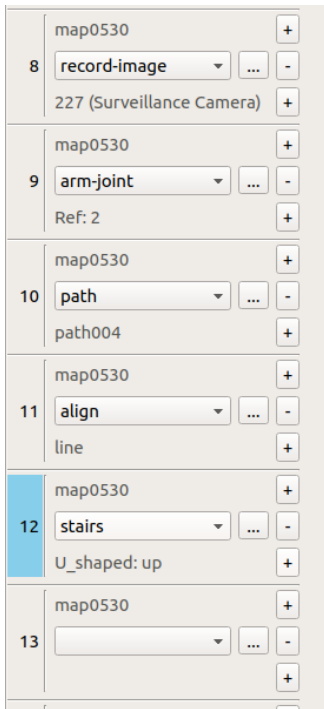 map0530
+
8
record-image
...
-
227 (Surveillance Camera)
+
map0530
+
9
arm-joint
...
-
Ref: 2
+
map0530
+
10
path
...
-
path004
+
map0530
+
11
align
...
-
line
+
map0530
+
12
stairs
...
-
U_shaped: up
+
map0530
+
13
...
-
+